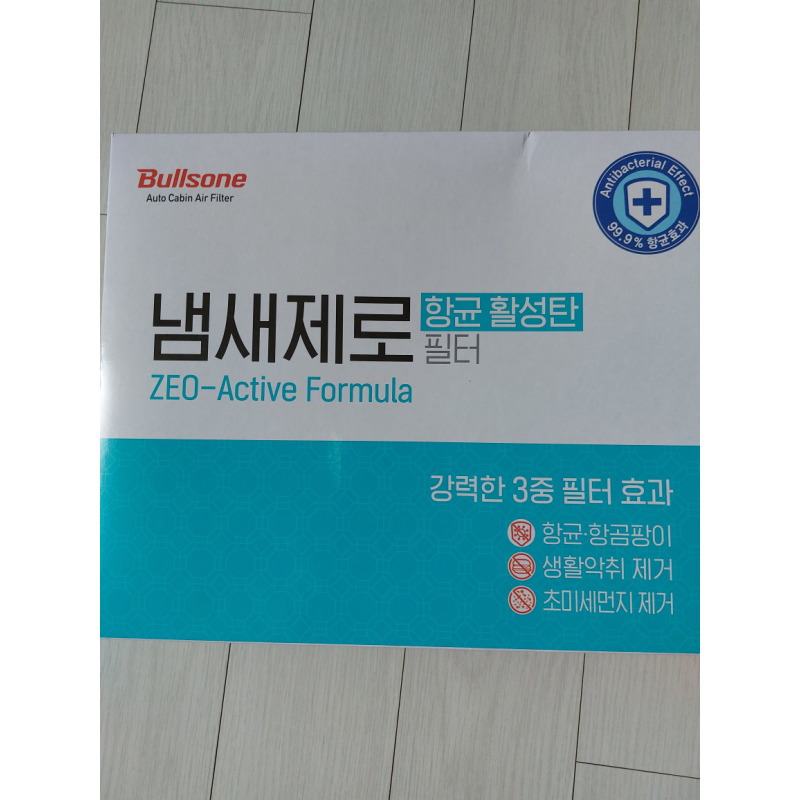 Bullsone
Auto Cabin Air Filter
Antibacterial Effect
99.9% 항균효과
냄새제로 항균 활성탄
필터
ZEO-Active Formula
강력한 3중 필터 효과
항균·항곰팡이
생활악취 제거
초미세먼지 제거